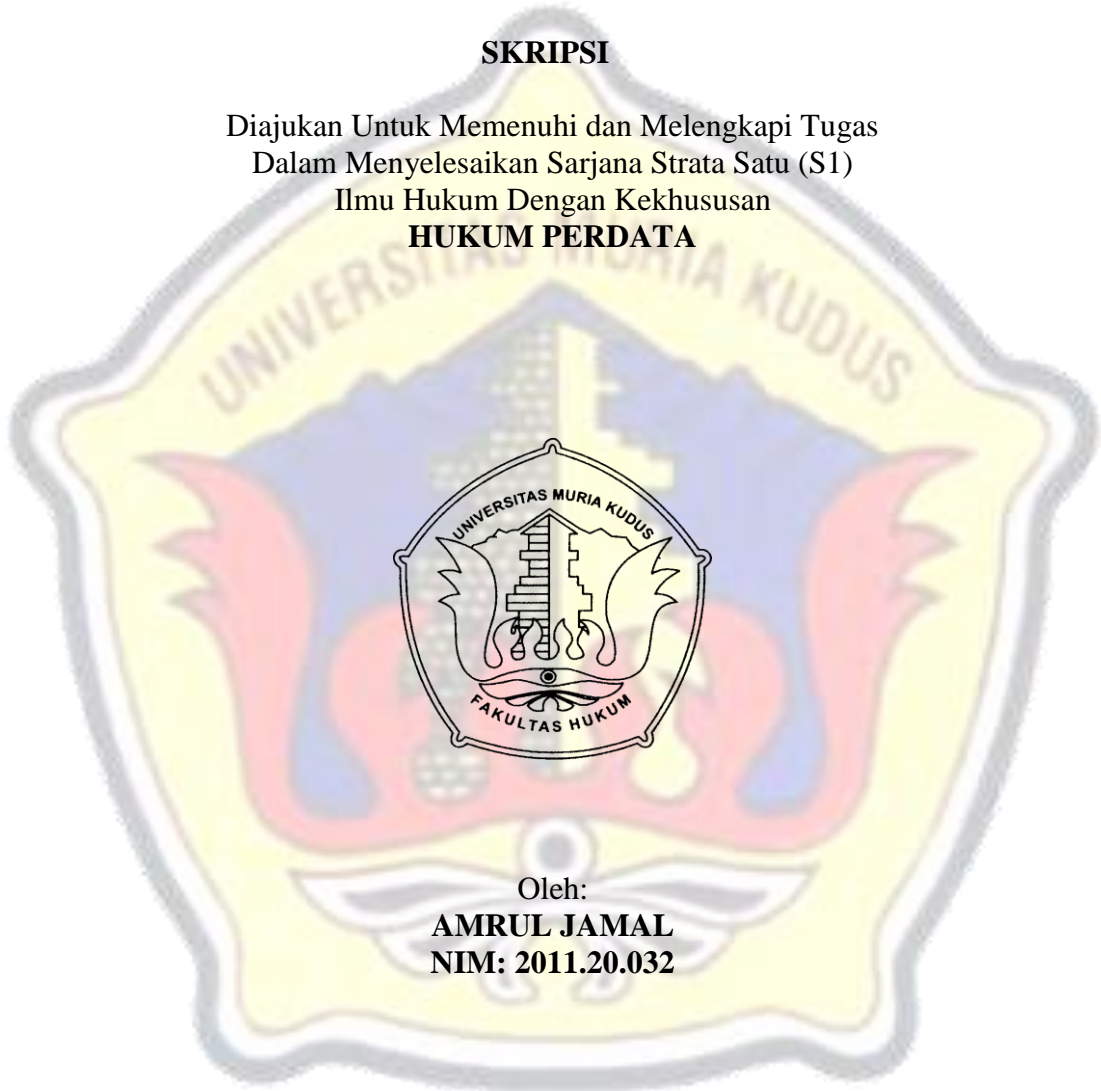 SKRIPSI
Diajukan Untuk Memenuhi dan Melengkapi Tugas
Dalam Menyelesaikan Sarjana Strata Satu (S1)
Ilmu Hukum Dengan Kekhususan
HUKUM PERDATA
UNIVERSITAS MURIA KUDUS
UNIVERSITAS MURIA KUDUS
FAKULTAS HUKUM
Oleh:
AMRUL JAMAL
NIM: 2011.20.032